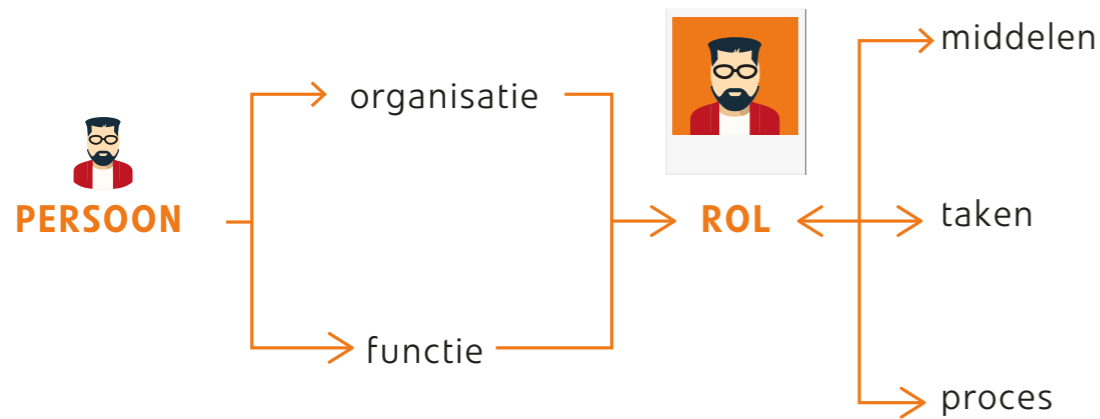 PERSOON
organisatie
functie
ROL
middelen
taken
proces